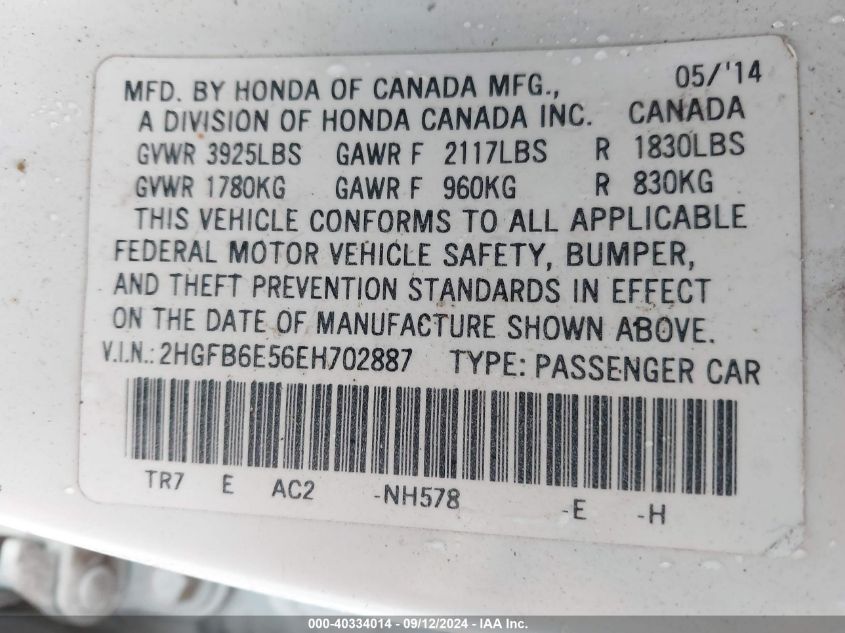 MFD. BY HONDA OF CANADA MFG., 05/'14
A DIVISION OF HONDA CANADA INC. CANADA
GVWR 3925LBS GAWR F 2117LBS R 1830LBS
GVWR 1780KG GAWR F 960KG R 830KG
THIS VEHICLE CONFORMS TO ALL APPLICABLE
FEDERAL MOTOR VEHICLE SAFETY, BUMPER,
AND THEFT PREVENTION STANDARDS IN EFFECT
ON THE DATE OF MANUFACTURE SHOWN ABOVE.
V.I.N.: 2HGFB6E56EH702887 TYPE: PASSENGER CAR
TR7 E AC2 -NH578 -E -H
000-40334014 - 09/12/2024 - IAA Inc.